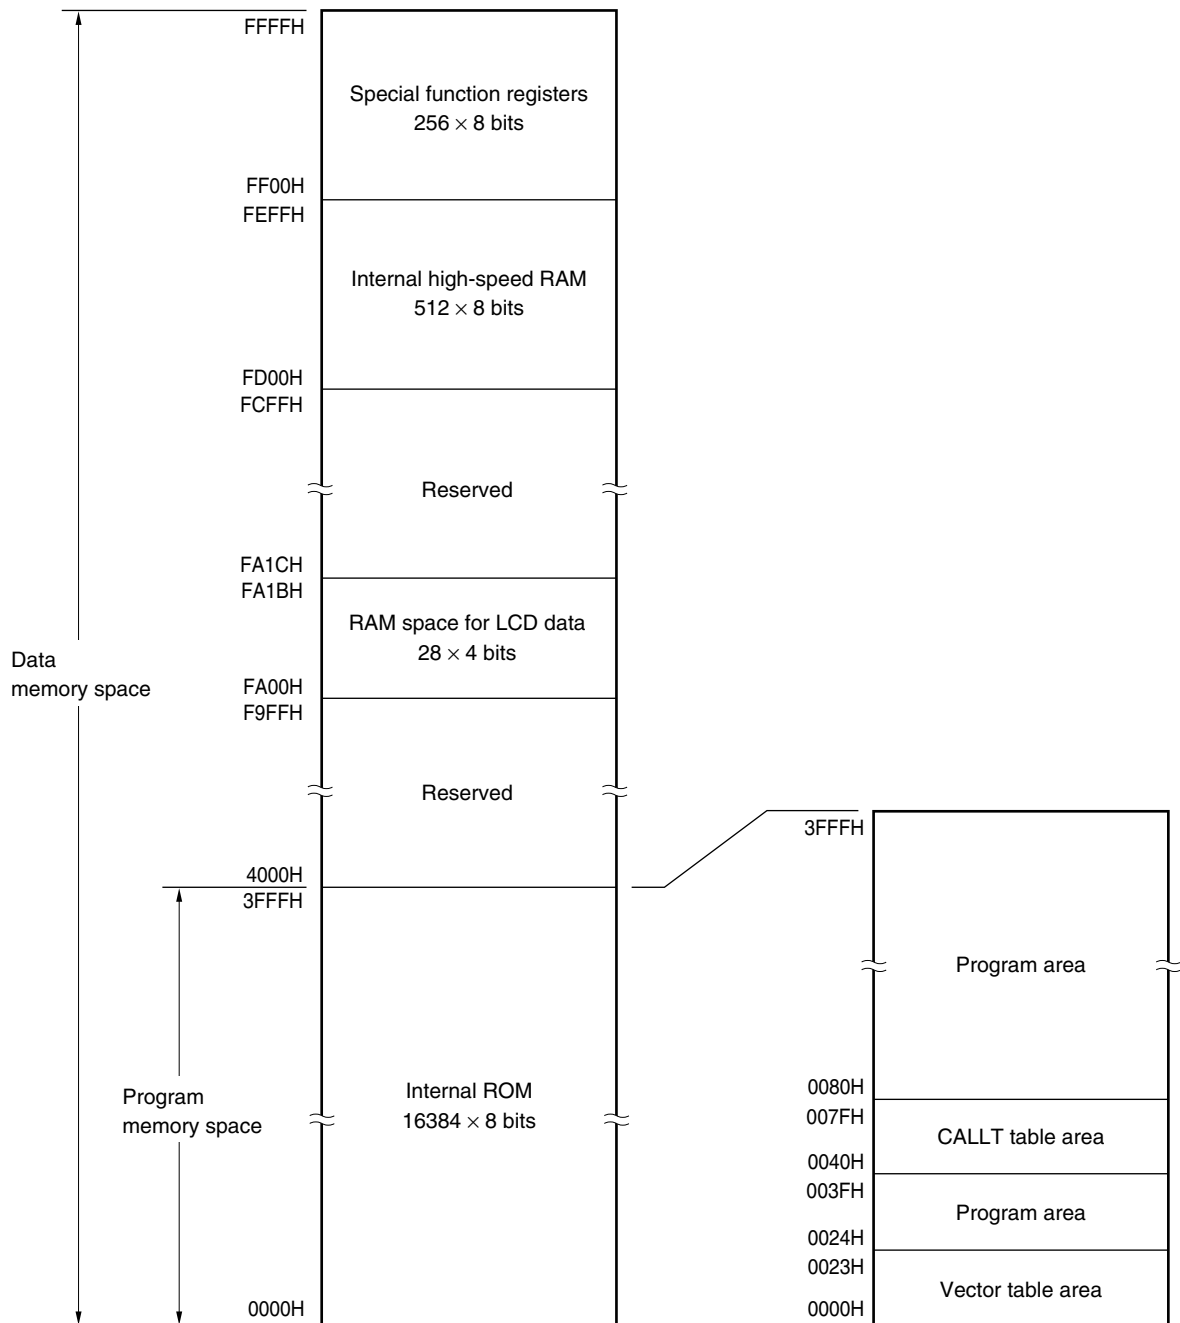 FFFFH
Special function registers
256 × 8 bits
FF00H
FEFFH
Internal high-speed RAM
512 × 8 bits
FD00H
FCFFH
Reserved
FA1CH
FA1BH
RAM space for LCD data
28 × 4 bits
Data
memory space
FA00H
F9FFH
Reserved
4000H
3FFFH
Program
memory space
Internal ROM
16384 × 8 bits
0000H
3FFFH
Program area
0080H
007FH
CALLT table area
0040H
003FH
Program area
0024H
0023H
Vector table area
0000H